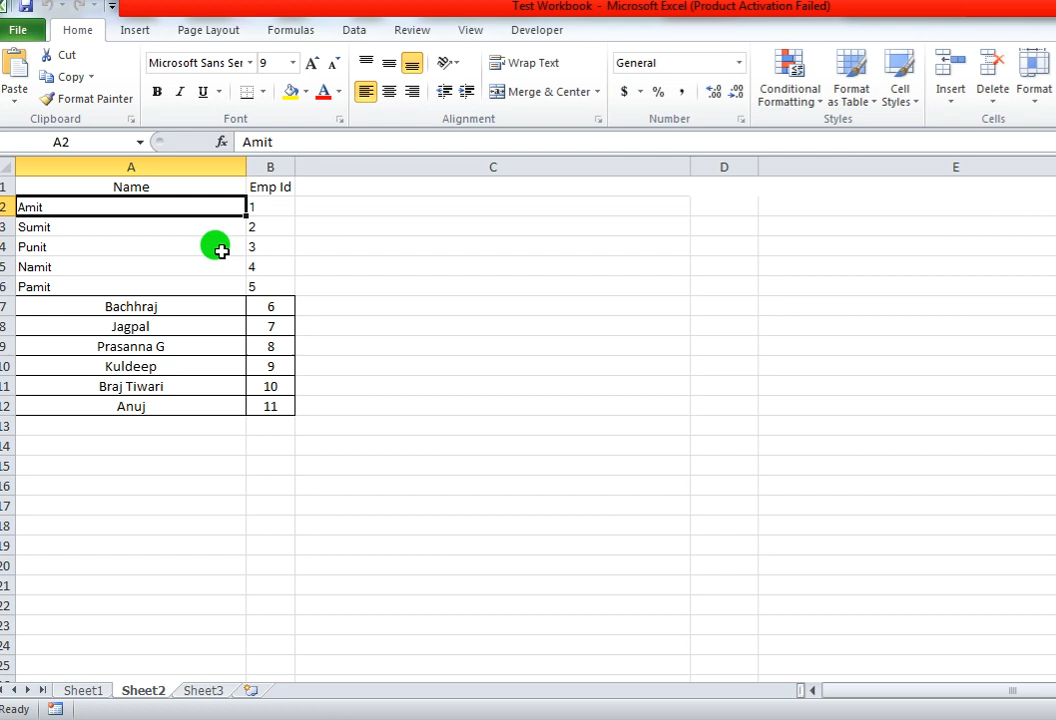 Test Workbook - Microsoft Excel (Product Activation Failed)
File Home Insert Page Layout Formulas Data Review View Developer
Paste
Cut
Copy
Format Painter
Clipboard
Microsoft Sans Ser 9
B I U
Font
Wrap Text
Merge & Center
Alignment
General
$ % ,
Number
Conditional Formatting
Format as Table
Cell Styles
Styles
Insert Delete Format
Cells
A2 fx Amit
A B C D E
1 Name Emp Id
2 Amit 1
3 Sumit 2
4 Punit 3
5 Namit 4
6 Pamit 5
7 Bachhraj 6
8 Jagpal 7
9 Prasanna G 8
10 Kuldeep 9
11 Braj Tiwari 10
12 Anuj 11
13
14
15
16
17
18
19
20
21
22
23
24
25
Sheet1 Sheet2 Sheet3
Ready